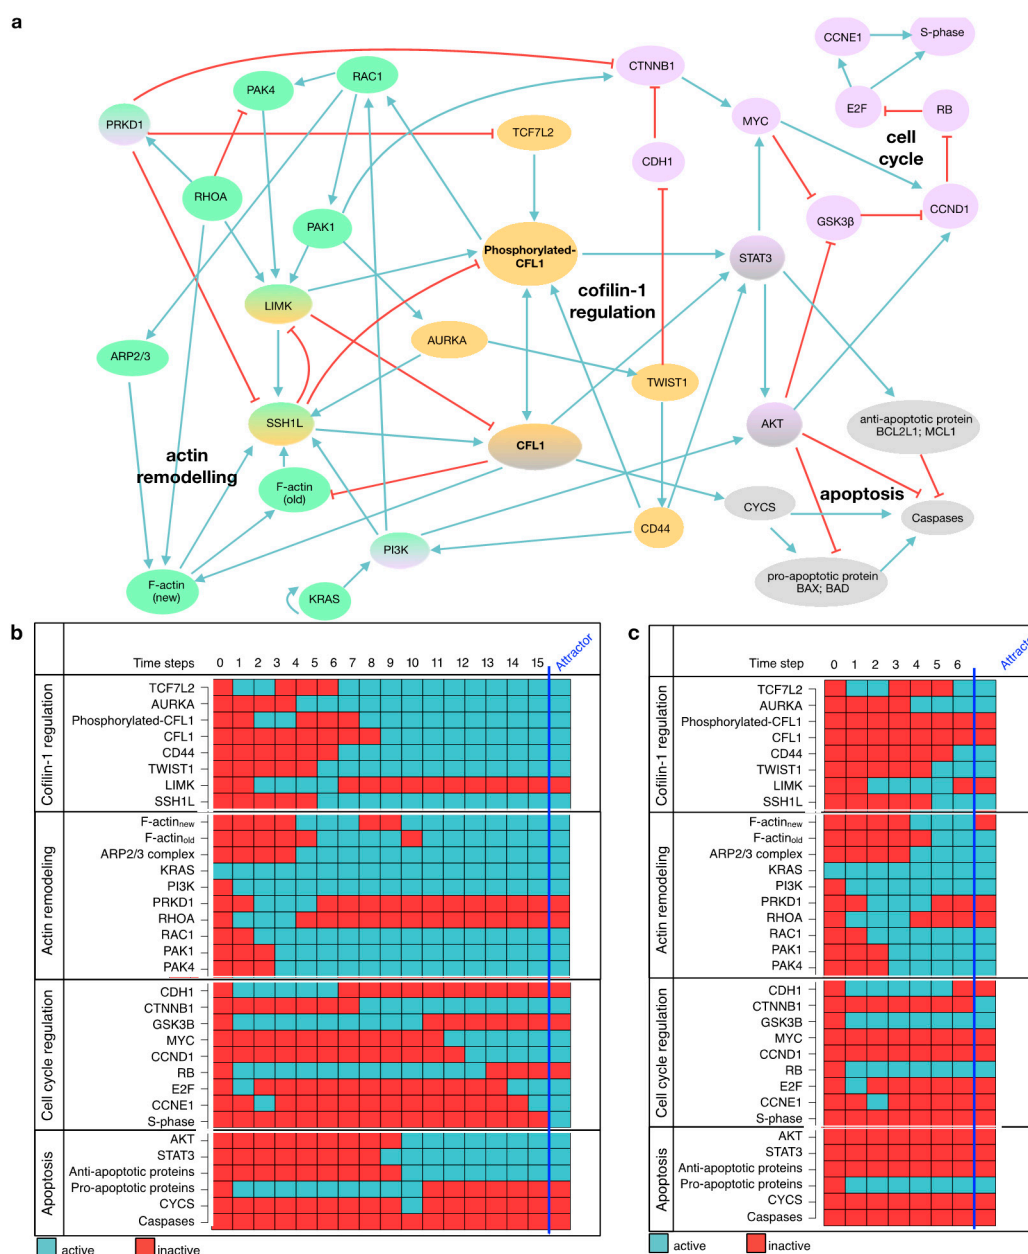 a
PRKD1
PAK4
RAC1
RHOA
PAK1
LIMK
ARP2/3
SSH1L
actin
remodelling
F-actin
(old)
F-actin
(new)
KRAS
PI3K
TCF7L2
Phosphorylated-
CFL1
cofilin-1
regulation
AURKA
TWIST1
CFL1
CD44
CTNNB1
CDH1
MYC
STAT3
AKT
GSK3β
CCND1
CCNE1
S-phase
E2F
RB
cell
cycle
anti-apoptotic protein
BCL2L1; MCL1
apoptosis
CYCS
Caspases
pro-apoptotic protein
BAX; BAD
b
Time steps 0 1 2 3 4 5 6 7 8 9 10 11 12 13 14 15 Attractor
Cofilin-1 regulation
TCF7L2
AURKA
Phosphorylated-CFL1
CFL1
CD44
TWIST1
LIMK
SSH1L
Actin remodeling
F-actinnew
F-actinold
ARP2/3 complex
KRAS
PI3K
PRKD1
RHOA
RAC1
PAK1
PAK4
Cell cycle regulation
CDH1
CTNNB1
GSK3B
MYC
CCND1
RB
E2F
CCNE1
S-phase
Apoptosis
AKT
STAT3
Anti-apoptotic proteins
Pro-apoptotic proteins
CYCS
Caspases
active inactive
c
Time step 0 1 2 3 4 5 6 Attractor
Cofilin-1 regulation
TCF7L2
AURKA
Phosphorylated-CFL1
CFL1
CD44
TWIST1
LIMK
SSH1L
Actin remodeling
F-actinnew
F-actinold
ARP2/3 complex
KRAS
PI3K
PRKD1
RHOA
RAC1
PAK1
PAK4
Cell cycle regulation
CDH1
CTNNB1
GSK3B
MYC
CCND1
RB
E2F
CCNE1
S-phase
Apoptosis
AKT
STAT3
Anti-apoptotic proteins
Pro-apoptotic proteins
CYCS
Caspases
active inactive